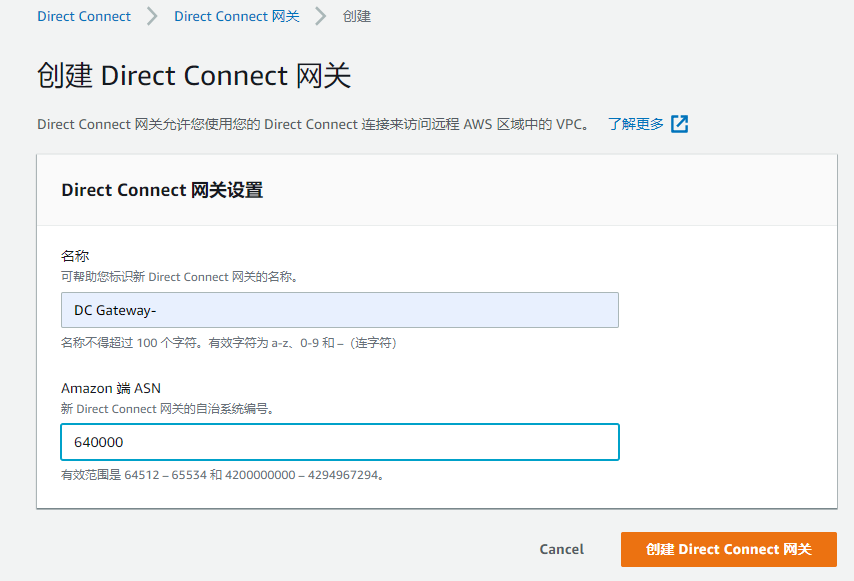 Direct Connect > Direct Connect 网关 > 创建
创建 Direct Connect 网关
Direct Connect 网关允许您使用您的 Direct Connect 连接来访问远程 AWS 区域中的 VPC。 了解更多
Direct Connect 网关设置
名称
可帮助您标识新 Direct Connect 网关的名称。
DC Gateway-
名称不得超过 100 个字符。有效字符为 a-z、0-9 和 –（连字符）
Amazon 端 ASN
新 Direct Connect 网关的自治系统编号。
640000
有效范围是 64512 – 65534 和 4200000000 – 4294967294。
Cancel 创建 Direct Connect 网关